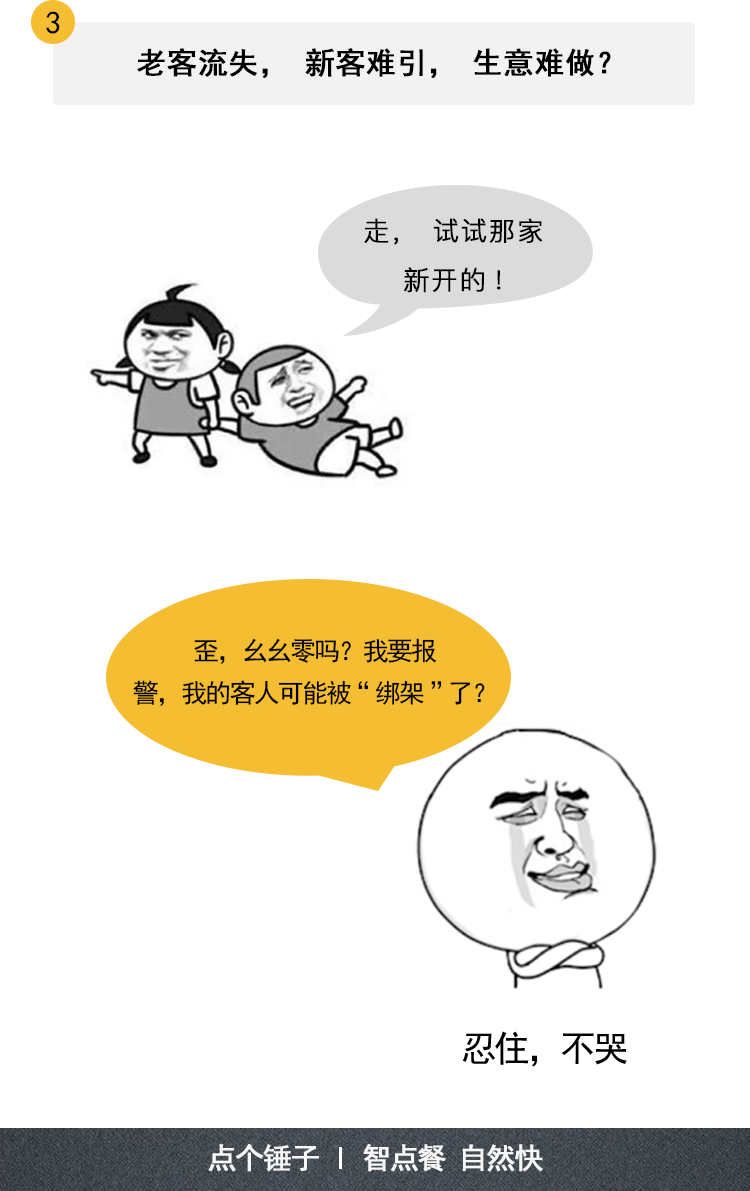 3
老客流失， 新客难引， 生意难做？
走， 试试那家
新开的！
歪，幺幺零吗？我要报
警，我的客人可能被“绑架”了？
忍住，不哭
点个锤子 | 智点餐 自然快